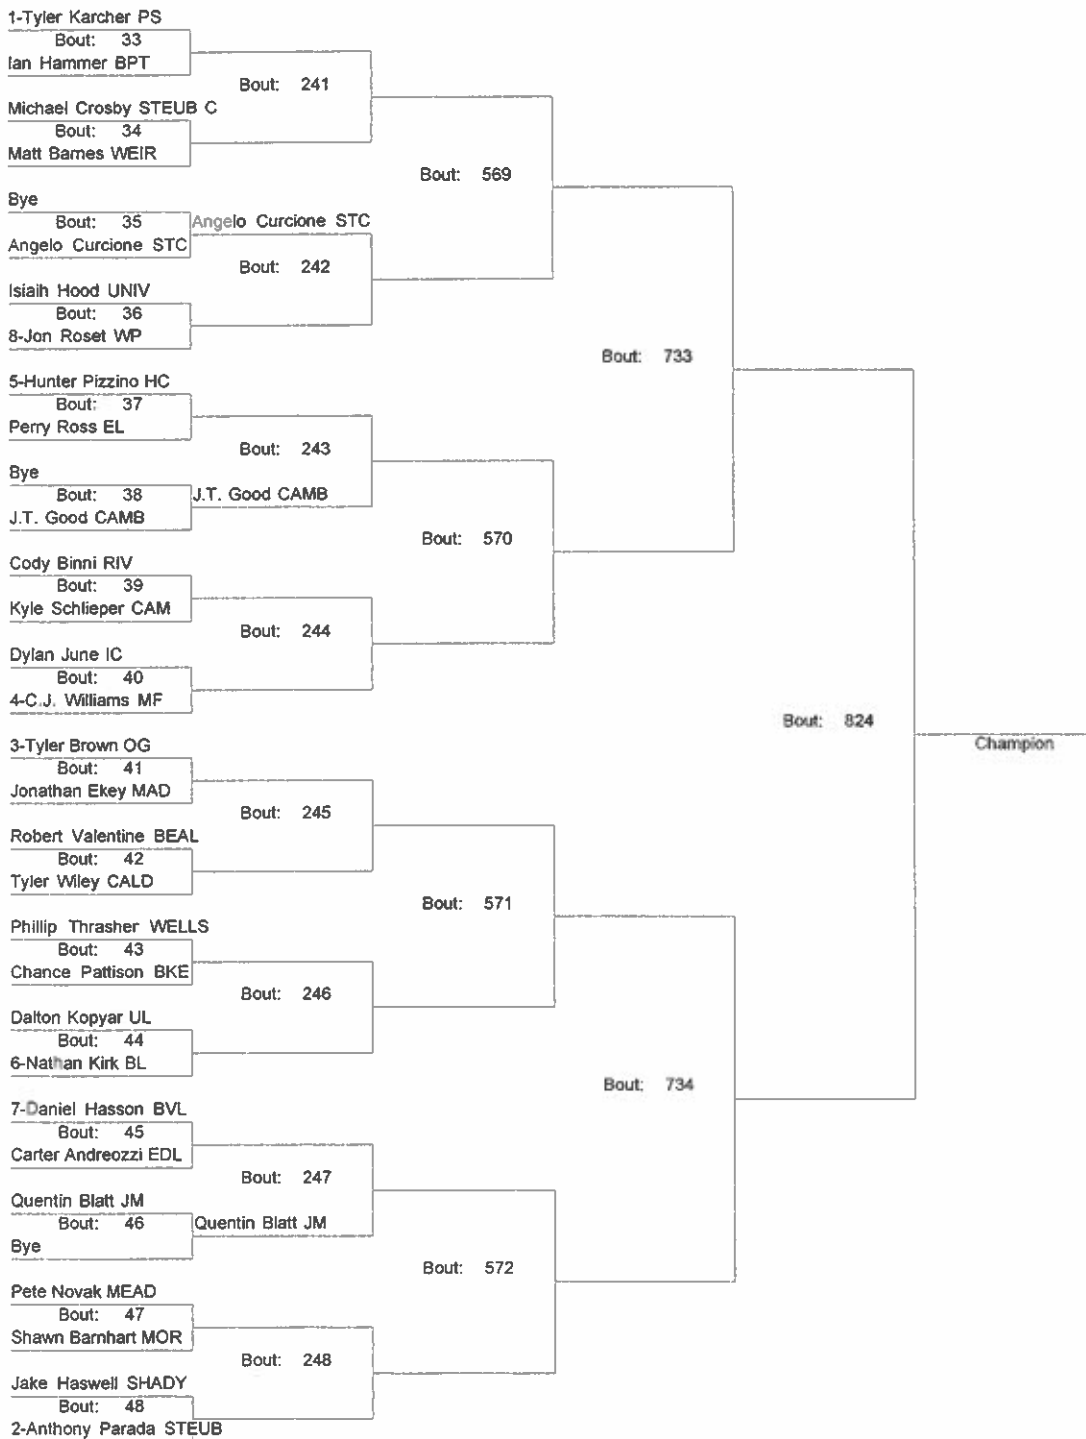 1-Tyler Karcher PS
Bout: 33
Ian Hammer BPT
Bout: 241
Michael Crosby STEUB C
Bout: 34
Matt Barnes WEIR
Bout: 569
Bye
Bout: 35
Angelo Curcione STC
Angelo Curcione STC
Bout: 242
Isiaih Hood UNIV
Bout: 36
8-Jon Roset WP
Bout: 733
5-Hunter Pizzino HC
Bout: 37
Perry Ross EL
Bout: 243
Bye
Bout: 38
J.T. Good CAMB
J.T. Good CAMB
Bout: 570
Cody Binni RIV
Bout: 39
Kyle Schlieper CAM
Bout: 244
Dylan June IC
Bout: 40
4-C.J. Williams MF
Bout: 824
Champion
3-Tyler Brown OG
Bout: 41
Jonathan Ekey MAD
Bout: 245
Robert Valentine BEAL
Bout: 42
Tyler Wiley CALD
Bout: 571
Phillip Thrasher WELLS
Bout: 43
Chance Pattison BKE
Bout: 246
Dalton Kopyar UL
Bout: 44
6-Nathan Kirk BL
Bout: 734
7-Daniel Hasson BVL
Bout: 45
Carter Andreozzi EDL
Bout: 247
Quentin Blatt JM
Bout: 46
Quentin Blatt JM
Bye
Bout: 572
Pete Novak MEAD
Bout: 47
Shawn Barnhart MOR
Bout: 248
Jake Haswell SHADY
Bout: 48
2-Anthony Parada STEUB